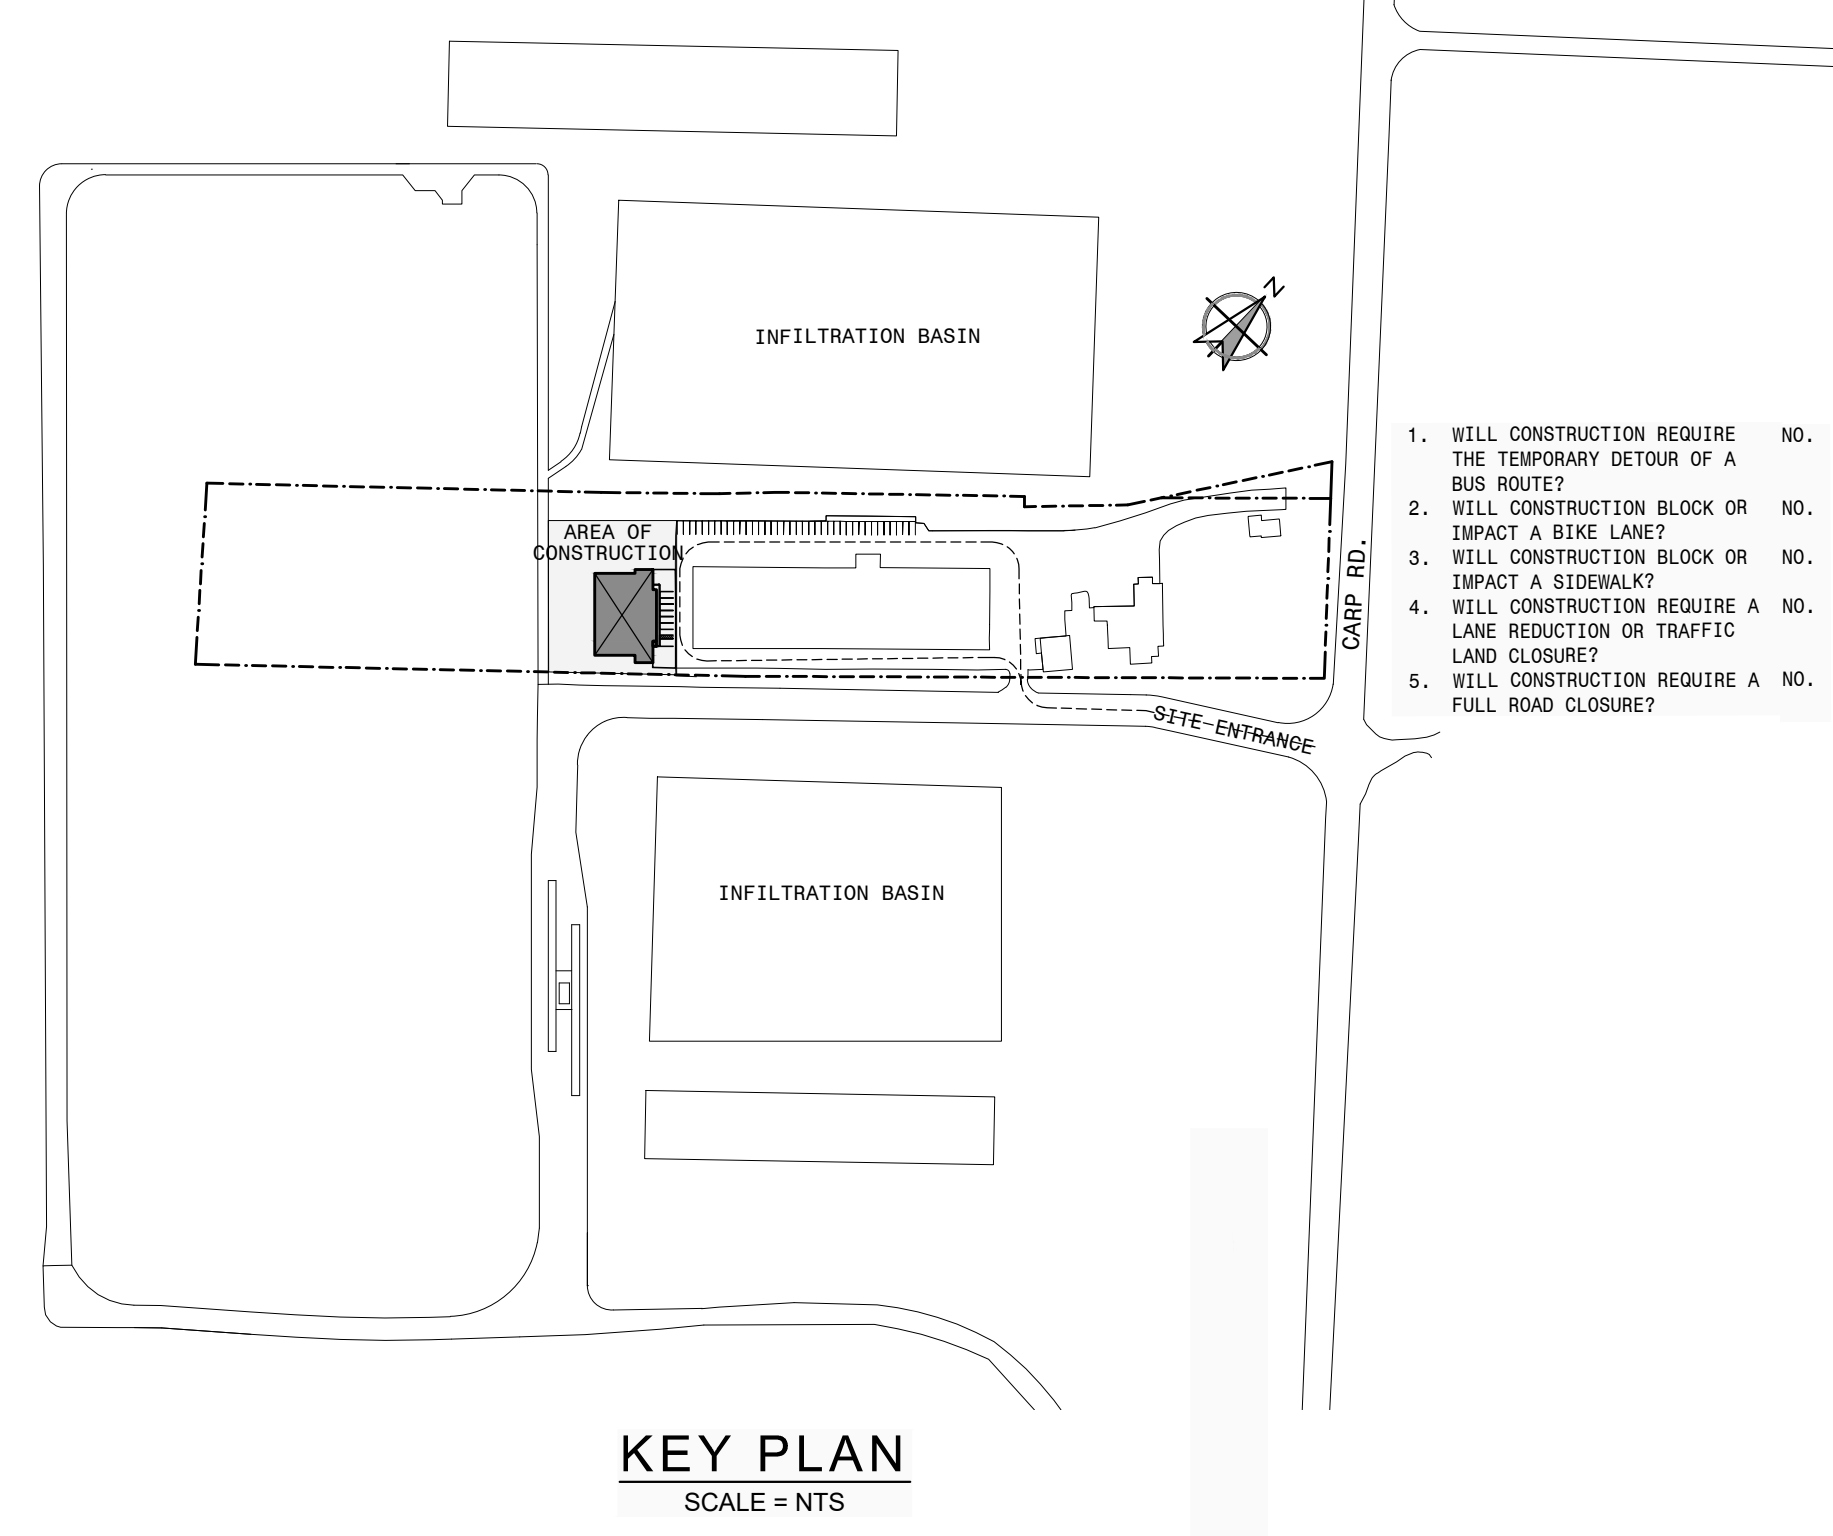 N
INFILTRATION BASIN
1. WILL CONSTRUCTION REQUIRE NO.
THE TEMPORARY DETOUR OF A
BUS ROUTE?
2. WILL CONSTRUCTION BLOCK OR NO.
IMPACT A BIKE LANE?
3. WILL CONSTRUCTION BLOCK OR NO.
IMPACT A SIDEWALK?
4. WILL CONSTRUCTION REQUIRE A NO.
LANE REDUCTION OR TRAFFIC
LAND CLOSURE?
5. WILL CONSTRUCTION REQUIRE A NO.
FULL ROAD CLOSURE?
AREA OF
CONSTRUCTION
CARP RD.
SITE ENTRANCE
INFILTRATION BASIN
KEY PLAN
SCALE = NTS